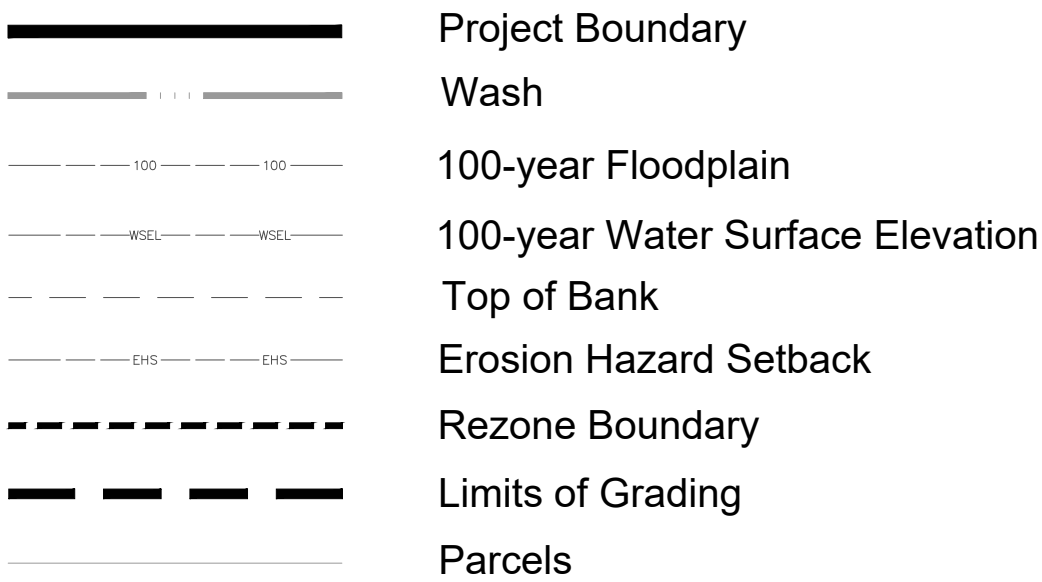 Project Boundary
Wash
100 100 100-year Floodplain
WSEL WSEL 100-year Water Surface Elevation
Top of Bank
EHS EHS Erosion Hazard Setback
Rezone Boundary
Limits of Grading
Parcels